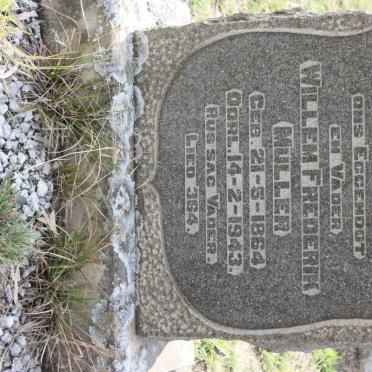 ONS EGGENOOT
EN VADER
WILLEM FREDERIK
MULLER
GEB. 2-5-1864
OORL. 14-2-1943
RUS SAG VADER
LIED 364